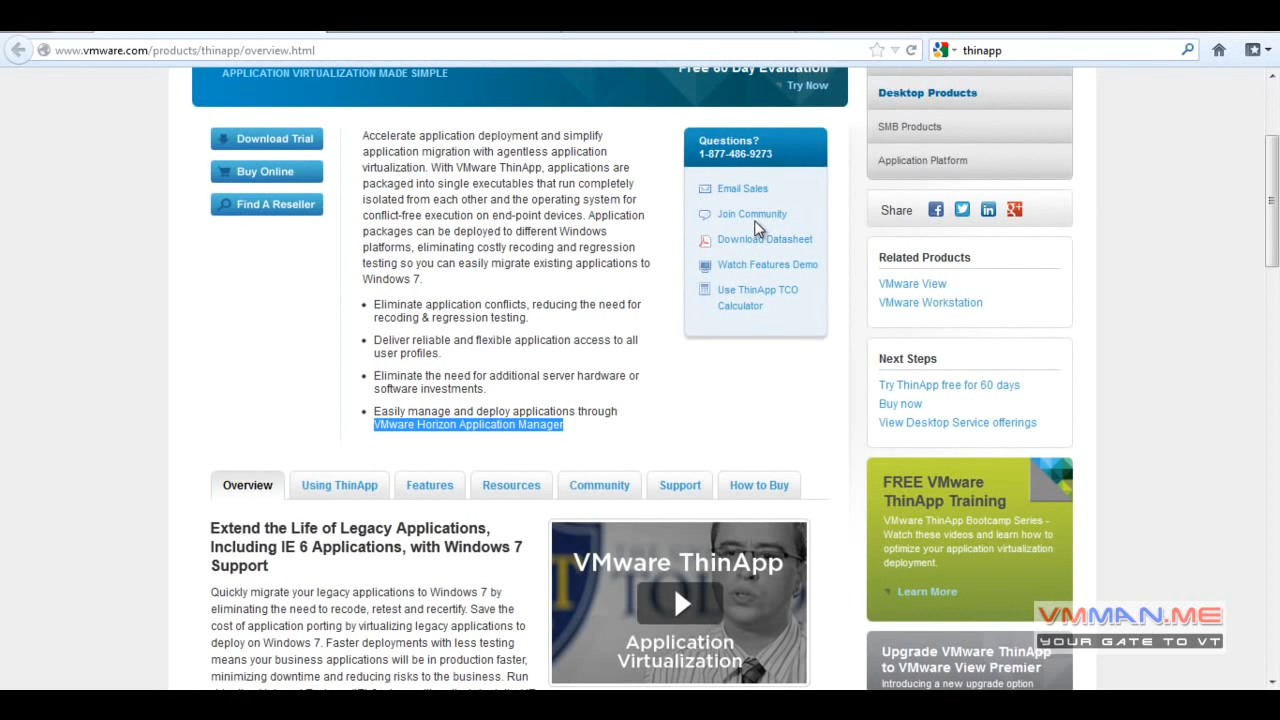 www.vmware.com/products/thinapp/overview.html
thinapp
APPLICATION VIRTUALIZATION MADE SIMPLE
Free 60 Day Evaluation
Try Now
Download Trial
Buy Online
Find A Reseller
Accelerate application deployment and simplify
application migration with agentless application
virtualization. With VMware ThinApp, applications are
packaged into single executables that run completely
isolated from each other and the operating system for
conflict-free execution on end-point devices. Application
packages can be deployed to different Windows
platforms, eliminating costly recoding and regression
testing so you can easily migrate existing applications to
Windows 7.
• Eliminate application conflicts, reducing the need for
recoding & regression testing.
• Deliver reliable and flexible application access to all
user profiles.
• Eliminate the need for additional server hardware or
software investments.
• Easily manage and deploy applications through
VMware Horizon Application Manager
Questions?
1-877-486-9273
Email Sales
Join Community
Download Datasheet
Watch Features Demo
Use ThinApp TCO
Calculator
Desktop Products
SMB Products
Application Platform
Share
Related Products
VMware View
VMware Workstation
Next Steps
Try ThinApp free for 60 days
Buy now
View Desktop Service offerings
Overview
Using ThinApp
Features
Resources
Community
Support
How to Buy
Extend the Life of Legacy Applications,
Including IE 6 Applications, with Windows 7
Support
Quickly migrate your legacy applications to Windows 7 by
eliminating the need to recode, retest and recertify. Save the
cost of application porting by virtualizing legacy applications to
deploy on Windows 7. Faster deployments with less testing
means your business applications will be in production faster,
minimizing downtime and reducing risks to the business. Run
VMware ThinApp
Application
Virtualization
FREE VMware
ThinApp Training
VMware ThinApp Bootcamp Series -
Watch these videos and learn how to
optimize your application virtualization
deployment.
Learn More
VMMAN.ME
YOUR GATE TO VT
Upgrade VMware ThinApp
to VMware View Premier
Introducing a new upgrade option